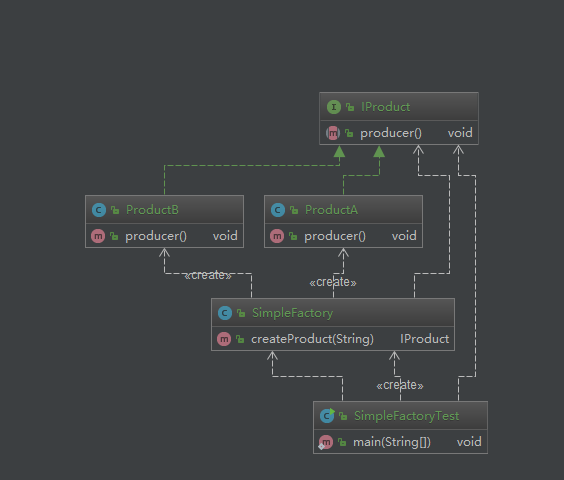 IProduct
producer() void
ProductB
producer() void
ProductA
producer() void
«create»
«create»
SimpleFactory
createProduct(String) IProduct
«create»
SimpleFactoryTest
main(String[]) void